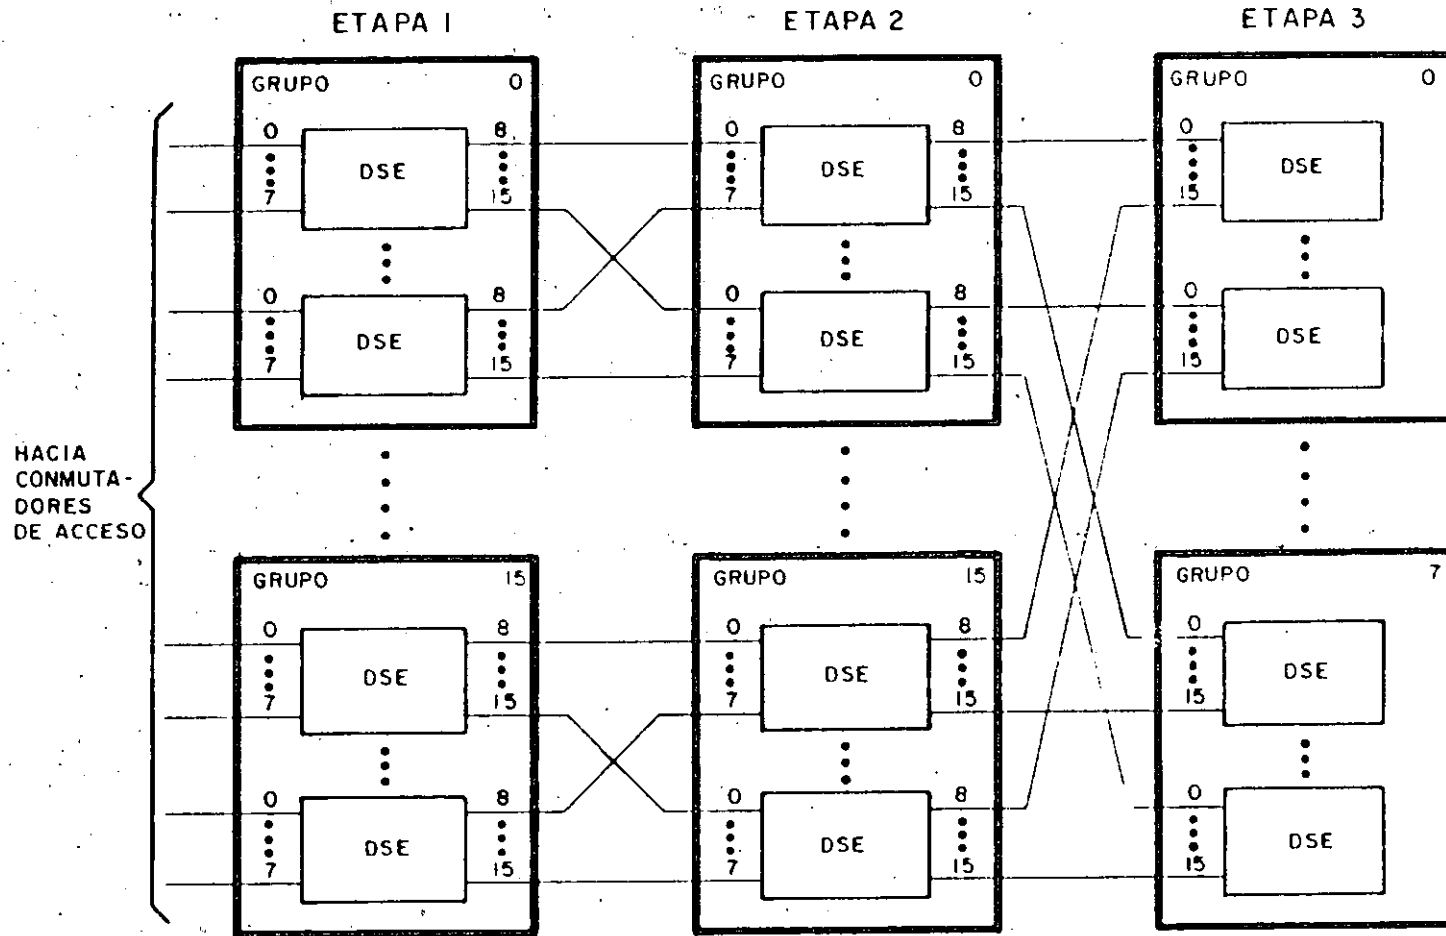 ETAPA 1 ETAPA 2 ETAPA 3
GRUPO 0 GRUPO 0 GRUPO 0
0 8 0 8 0
DSE DSE DSE
7 15 7 15 15
0 8 0 8 0
DSE DSE DSE
7 15 7 15 15
HACIA
CONMUTA-
DORES
DE ACCESO
GRUPO 15 GRUPO 15 GRUPO 7
0 8 0 8 0
DSE DSE DSE
7 15 7 15 15
0 8 0 8 0
DSE DSE DSE
7 15 7 15 15